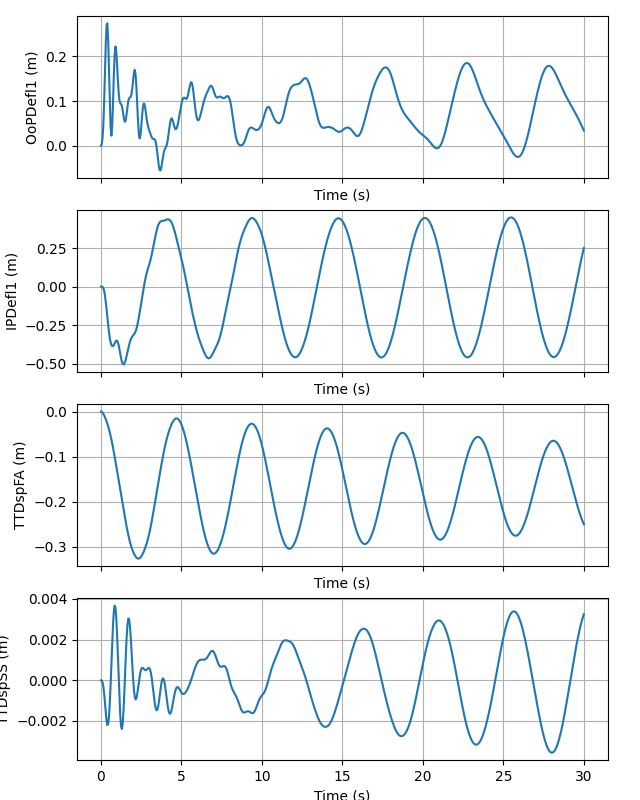 OoPDefl1 (m)
0.2
0.1
0.0
Time (s)
IPDefl1 (m)
0.25
0.00
−0.25
−0.50
Time (s)
TTDspFA (m)
0.0
−0.1
−0.2
−0.3
Time (s)
TTDspSS (m)
0.004
0.002
0.000
−0.002
0 5 10 15 20 25 30
Time (s)